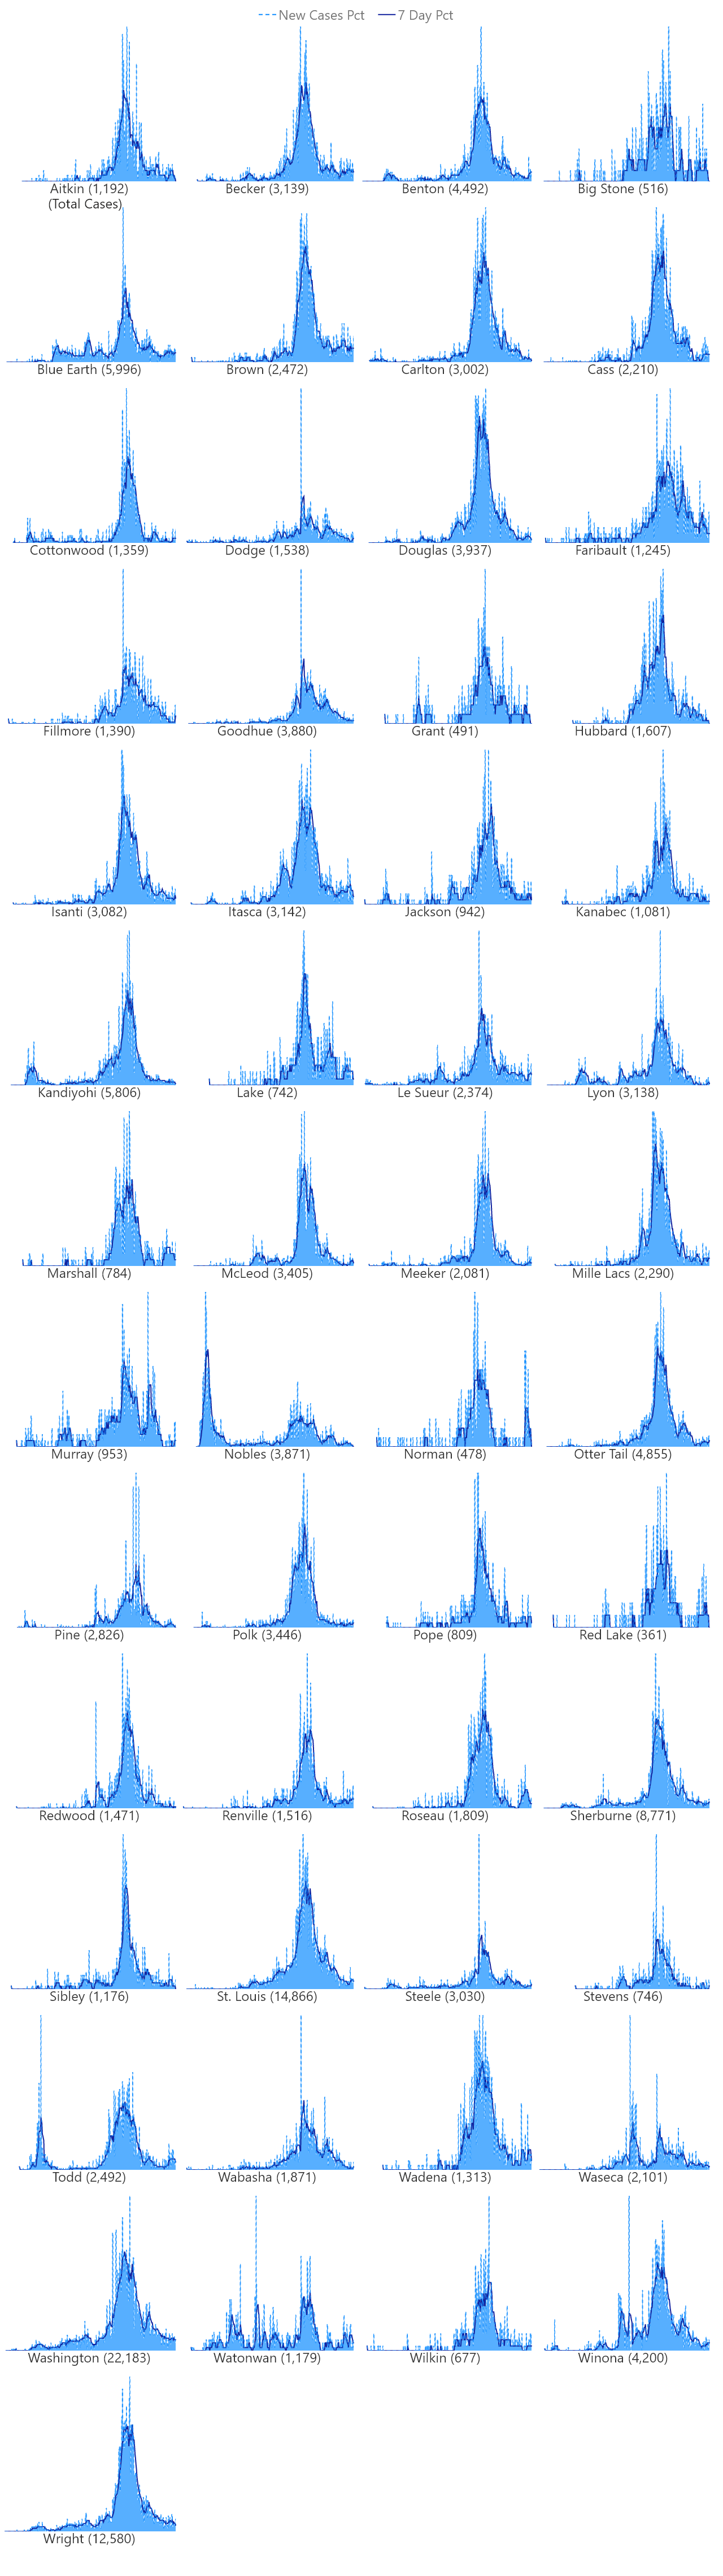 New Cases Pct 7 Day Pct
Aitkin (1,192) Becker (3,139) Benton (4,492) Big Stone (516)
(Total Cases)
Blue Earth (5,996) Brown (2,472) Carlton (3,002) Cass (2,210)
Cottonwood (1,359) Dodge (1,538) Douglas (3,937) Faribault (1,245)
Fillmore (1,390) Goodhue (3,880) Grant (491) Hubbard (1,607)
Isanti (3,082) Itasca (3,142) Jackson (942) Kanabec (1,081)
Kandiyohi (5,806) Lake (742) Le Sueur (2,374) Lyon (3,138)
Marshall (784) McLeod (3,405) Meeker (2,081) Mille Lacs (2,290)
Murray (953) Nobles (3,871) Norman (478) Otter Tail (4,855)
Pine (2,826) Polk (3,446) Pope (809) Red Lake (361)
Redwood (1,471) Renville (1,516) Roseau (1,809) Sherburne (8,771)
Sibley (1,176) St. Louis (14,866) Steele (3,030) Stevens (746)
Todd (2,492) Wabasha (1,871) Wadena (1,313) Waseca (2,101)
Washington (22,183) Watonwan (1,179) Wilkin (677) Winona (4,200)
Wright (12,580)